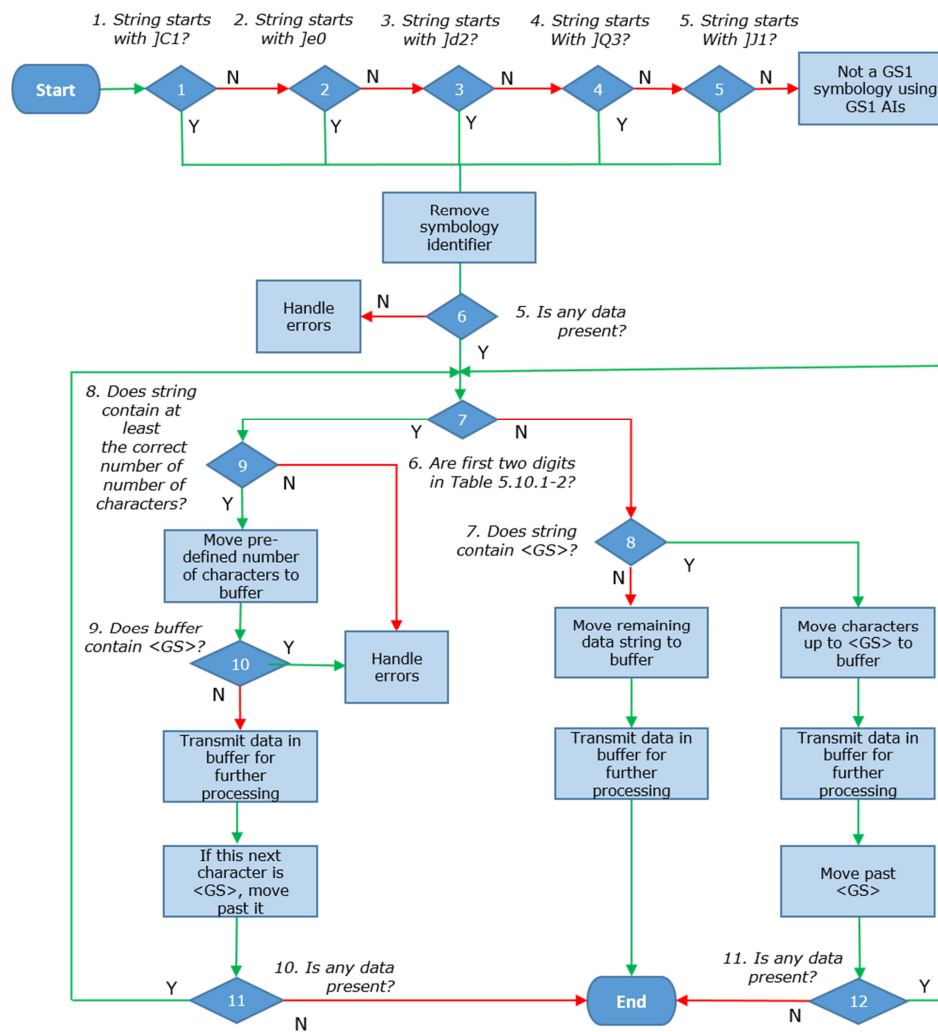 1. String starts
with ]C1?
2. String starts
with ]e0
3. String starts
with ]d2?
4. String starts
With ]Q3?
5. String starts
With ]J1?
Start
1
N
2
N
3
N
4
N
5
N
Not a GS1
symbology using
GS1 AIs
Y
Y
Y
Y
Y
Remove
symbology
identifier
Handle
errors
N
6
5. Is any data
present?
Y
8. Does string
contain at
least
the correct
number of
number of
characters?
Y
7
N
9
N
Y
6. Are first two digits
in Table 5.10.1-2?
7. Does string
contain <GS>?
8
Y
N
Move pre-
defined number
of characters to
buffer
9. Does buffer
contain <GS>?
10
Y
N
Handle
errors
Move remaining
data string to
buffer
Move characters
up to <GS> to
buffer
Transmit data in
buffer for
further
processing
Transmit data in
buffer for
further
processing
Transmit data in
buffer for
further
processing
If this next
character is
<GS>, move
past it
Move past
<GS>
Y
11
N
10. Is any data
present?
End
11. Is any data
present?
N
12
Y